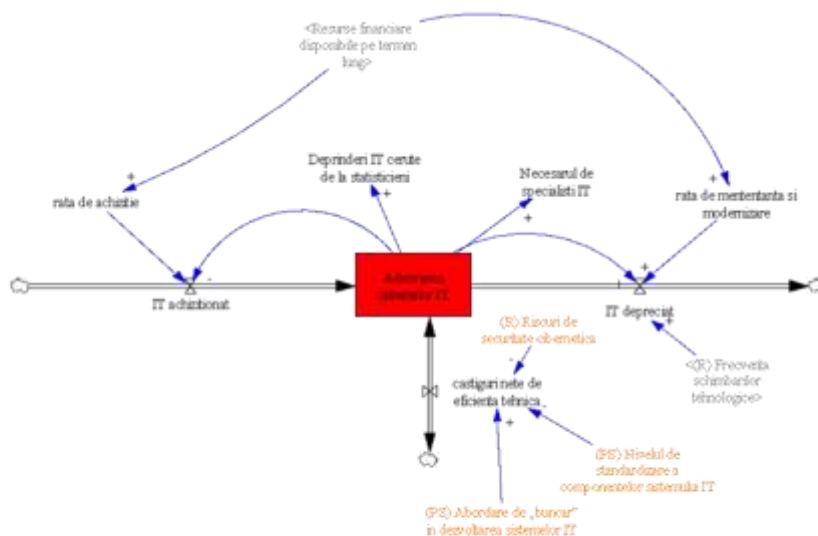 <Resurse financiare
disponibile pe termen
lung>
Deprinderi IT cerute
de la statisticieni
Necesarul de
specialisti IT
rata de achizitie
rata de mententanta si
modernizare
sistemelor IT
IT achizitionat
IT depreciat
(R) Riscuri de
securitate cibernetica
<(R) Frecventa
schimbarilor
tehnologice>
castiguri nete de
eficienta tehnica
(PS) Nivelul de
standardizare a
componentelor sistemului IT
(PS) Abordare de „buncar”
in dezvoltarea sistemelor IT